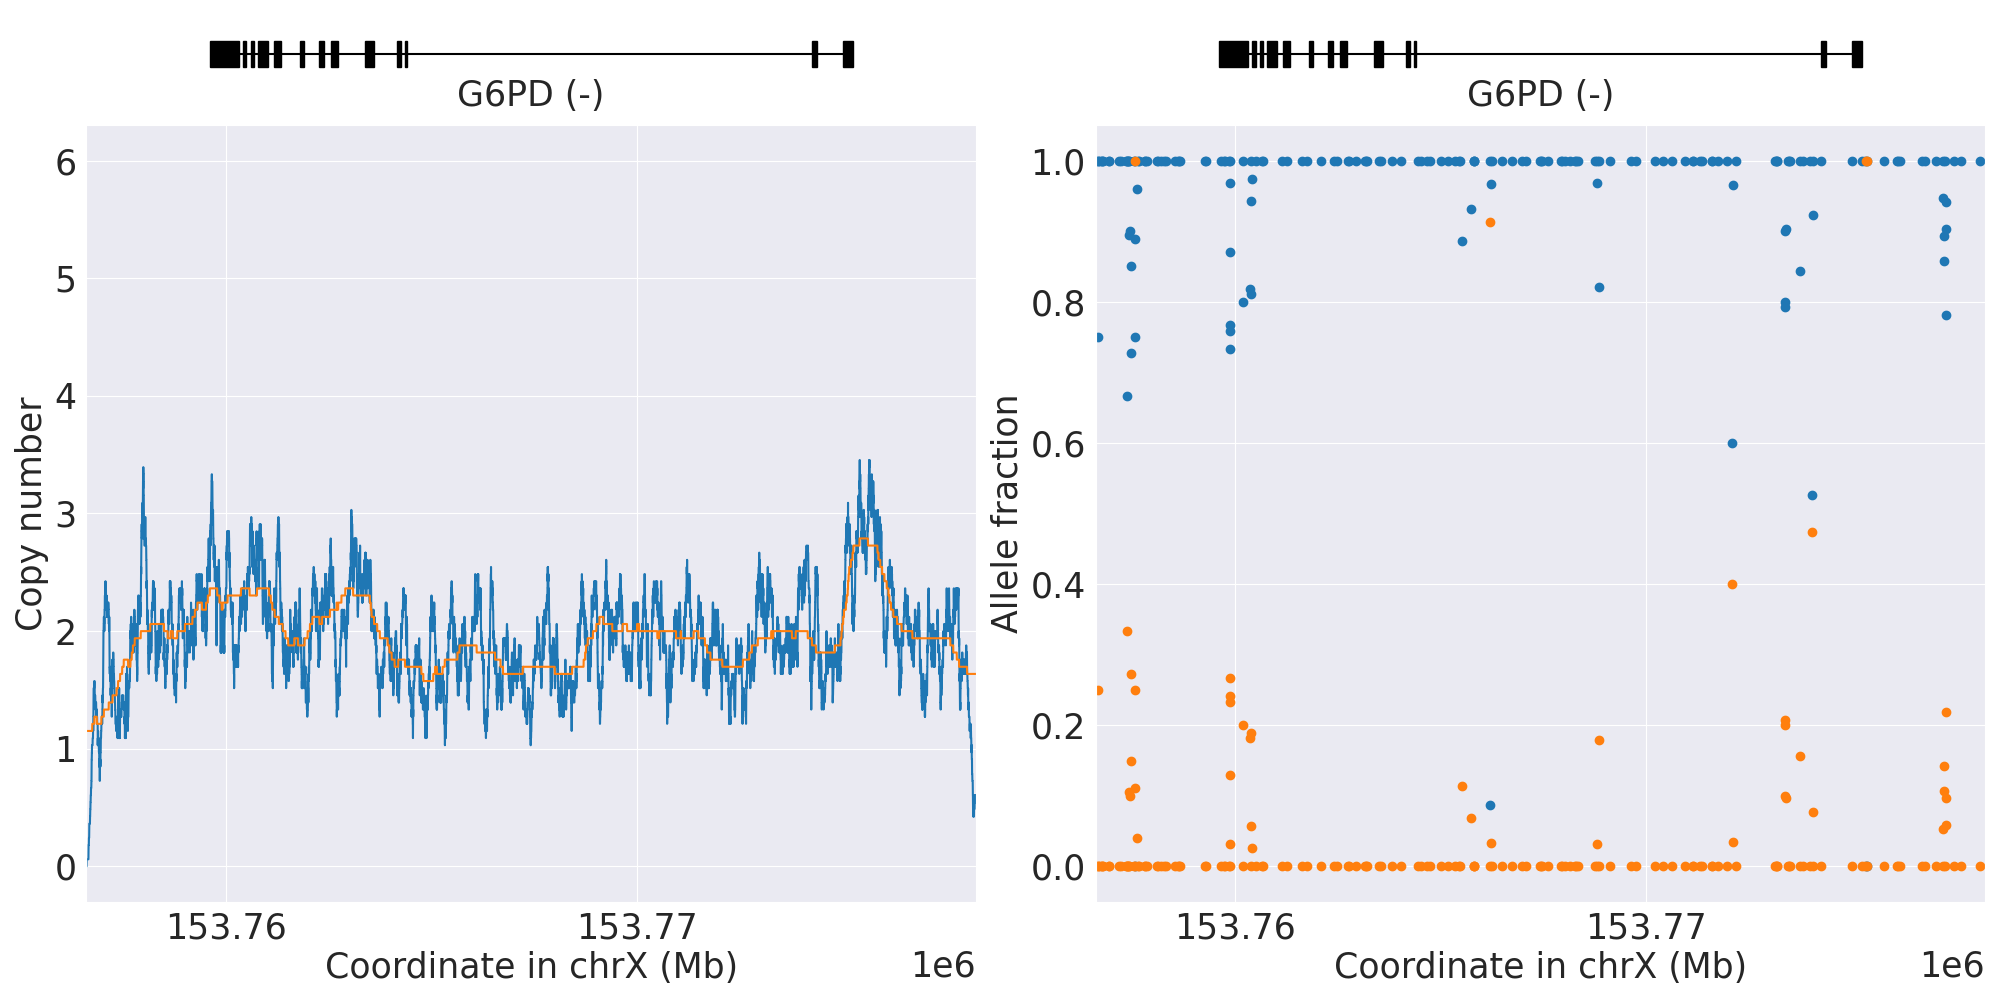 G6PD (-)
6
5
4
3
2
1
0
Copy number
153.76
153.77
Coordinate in chrX (Mb)
1e6
G6PD (-)
1.0
0.8
0.6
0.4
0.2
0.0
Allele fraction
153.76
153.77
Coordinate in chrX (Mb)
1e6